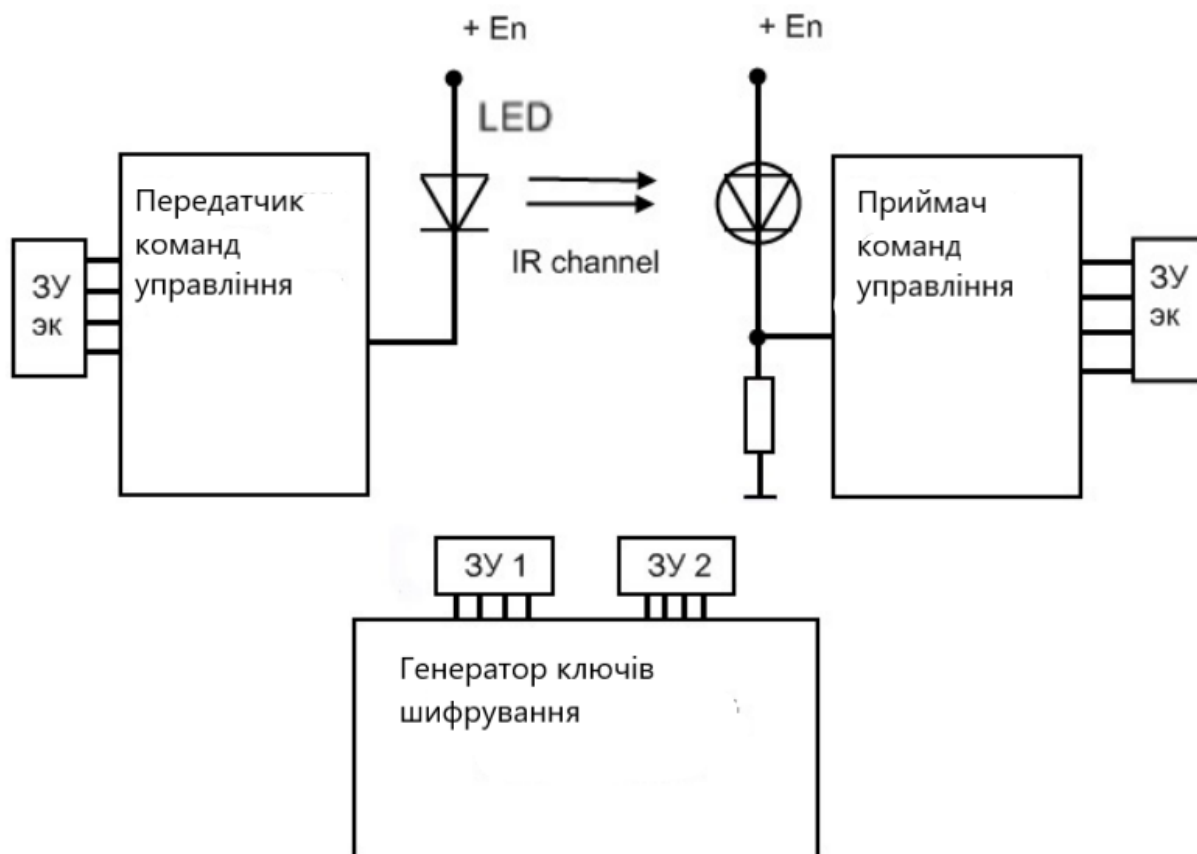 + En
+ En
LED
Передатчик
команд
управління
Приймач
команд
управління
IR channel
ЗУ
эк
ЗУ
эк
ЗУ 1
ЗУ 2
Генератор ключів
шифрування